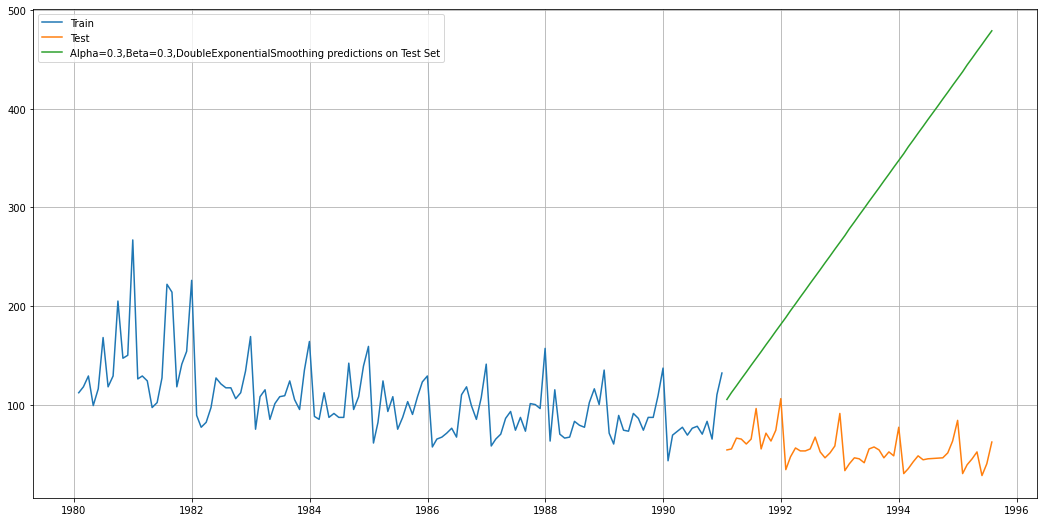 500
400
300
200
100
Train
Test
Alpha=0.3,Beta=0.3,DoubleExponentialSmoothing predictions on Test Set
1980 1982 1984 1986 1988 1990 1992 1994 1996